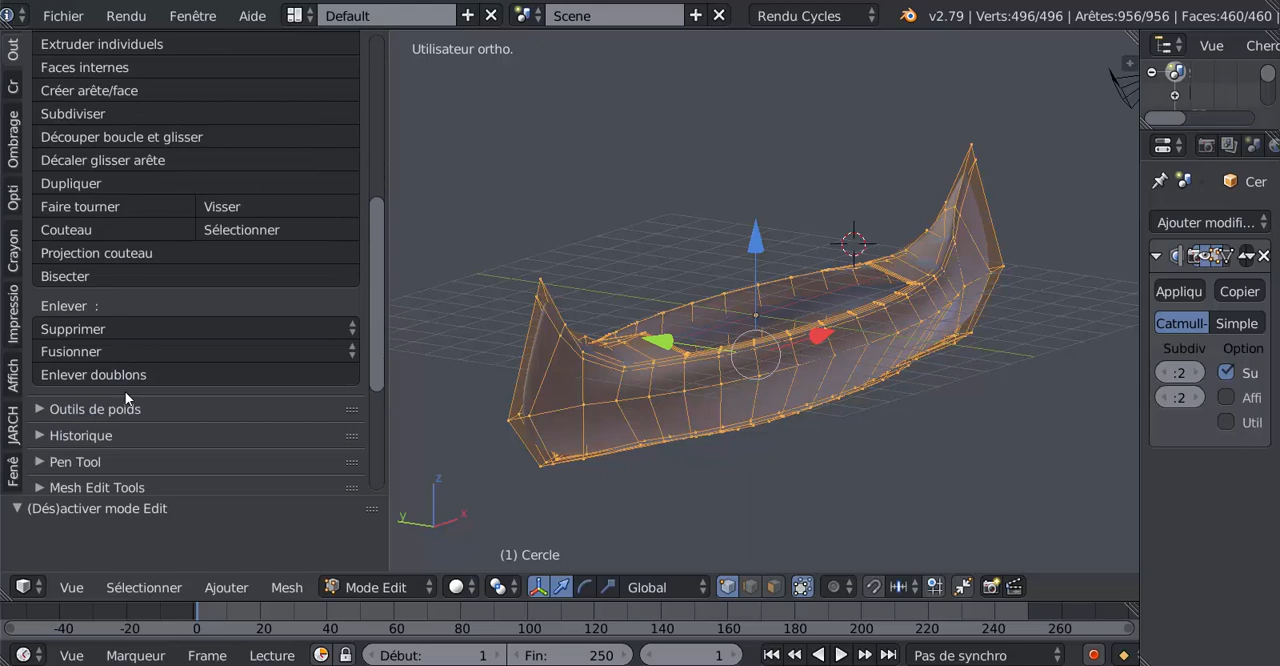 Fichier Rendu Fenêtre Aide Default Scene Rendu Cycles v2.79 | Verts:496/496 | Arêtes:956/956 | Faces:460/460 |
Out
Cr
Ombrage
Opti
Crayon
Impressio
Affich
JARCH
Fenê
Extruder individuels
Faces internes
Créer arête/face
Subdiviser
Découper boucle et glisser
Décaler glisser arête
Dupliquer
Faire tourner Visser
Couteau Sélectionner
Projection couteau
Bisecter
Enlever :
Supprimer
Fusionner
Enlever doublons
Outils de poids
Historique
Pen Tool
Mesh Edit Tools
(Dés)activer mode Edit
Utilisateur ortho.
z
y x
(1) Cercle
Vue Cherc
Cer
Ajouter modifi...
Appliqu Copier
Catmull- Simple
Subdiv Option
:2 Su
:2 Affi
Util
Vue Sélectionner Ajouter Mesh Mode Edit Global
-40 -20 0 20 40 60 80 100 120 140 160 180 200 220 240 260
Vue Marqueur Frame Lecture Début: 1 Fin: 250 1 Pas de synchro